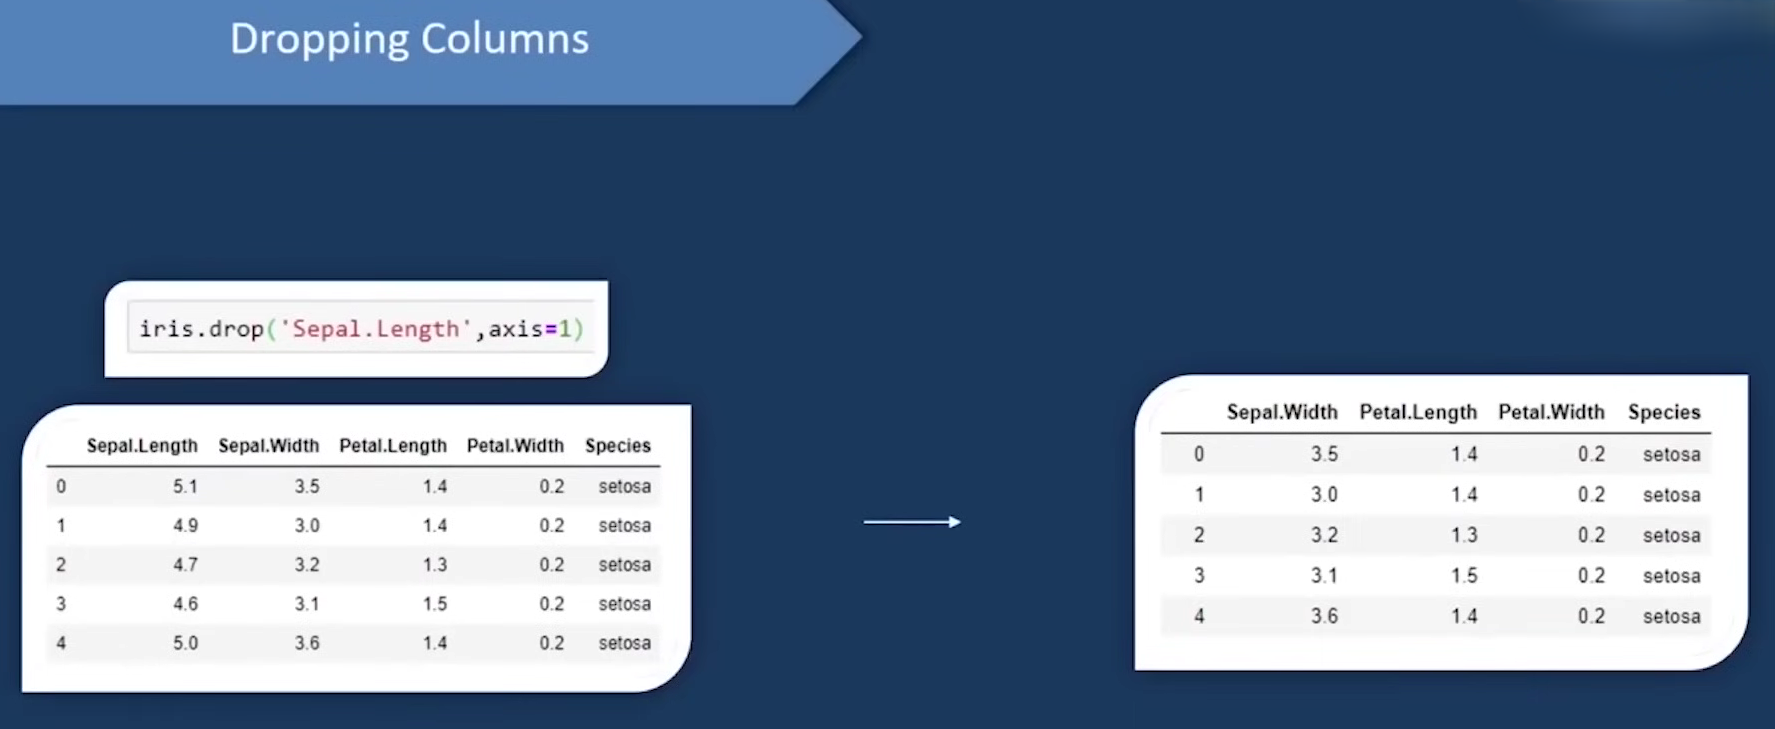 Dropping Columns
iris.drop('Sepal.Length',axis=1)
Sepal.Length Sepal.Width Petal.Length Petal.Width Species
0 5.1 3.5 1.4 0.2 setosa
1 4.9 3.0 1.4 0.2 setosa
2 4.7 3.2 1.3 0.2 setosa
3 4.6 3.1 1.5 0.2 setosa
4 5.0 3.6 1.4 0.2 setosa
Sepal.Width Petal.Length Petal.Width Species
0 3.5 1.4 0.2 setosa
1 3.0 1.4 0.2 setosa
2 3.2 1.3 0.2 setosa
3 3.1 1.5 0.2 setosa
4 3.6 1.4 0.2 setosa